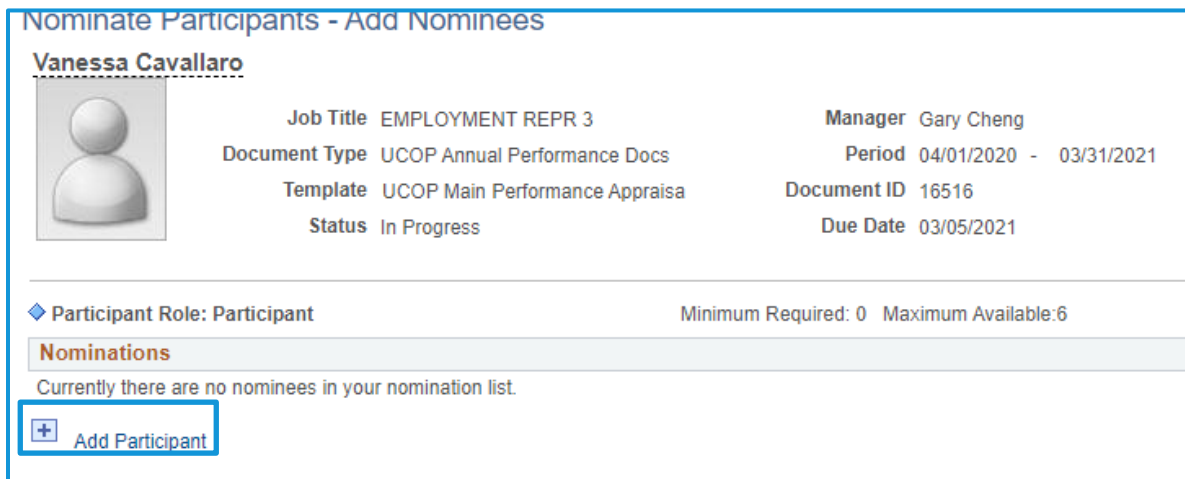 Nominate Participants - Add Nominees
Vanessa Cavallaro
Job Title EMPLOYMENT REPR 3 Manager Gary Cheng
Document Type UCOP Annual Performance Docs Period 04/01/2020 - 03/31/2021
Template UCOP Main Performance Appraisa Document ID 16516
Status In Progress Due Date 03/05/2021
Participant Role: Participant Minimum Required: 0 Maximum Available:6
Nominations
Currently there are no nominees in your nomination list.
Add Participant